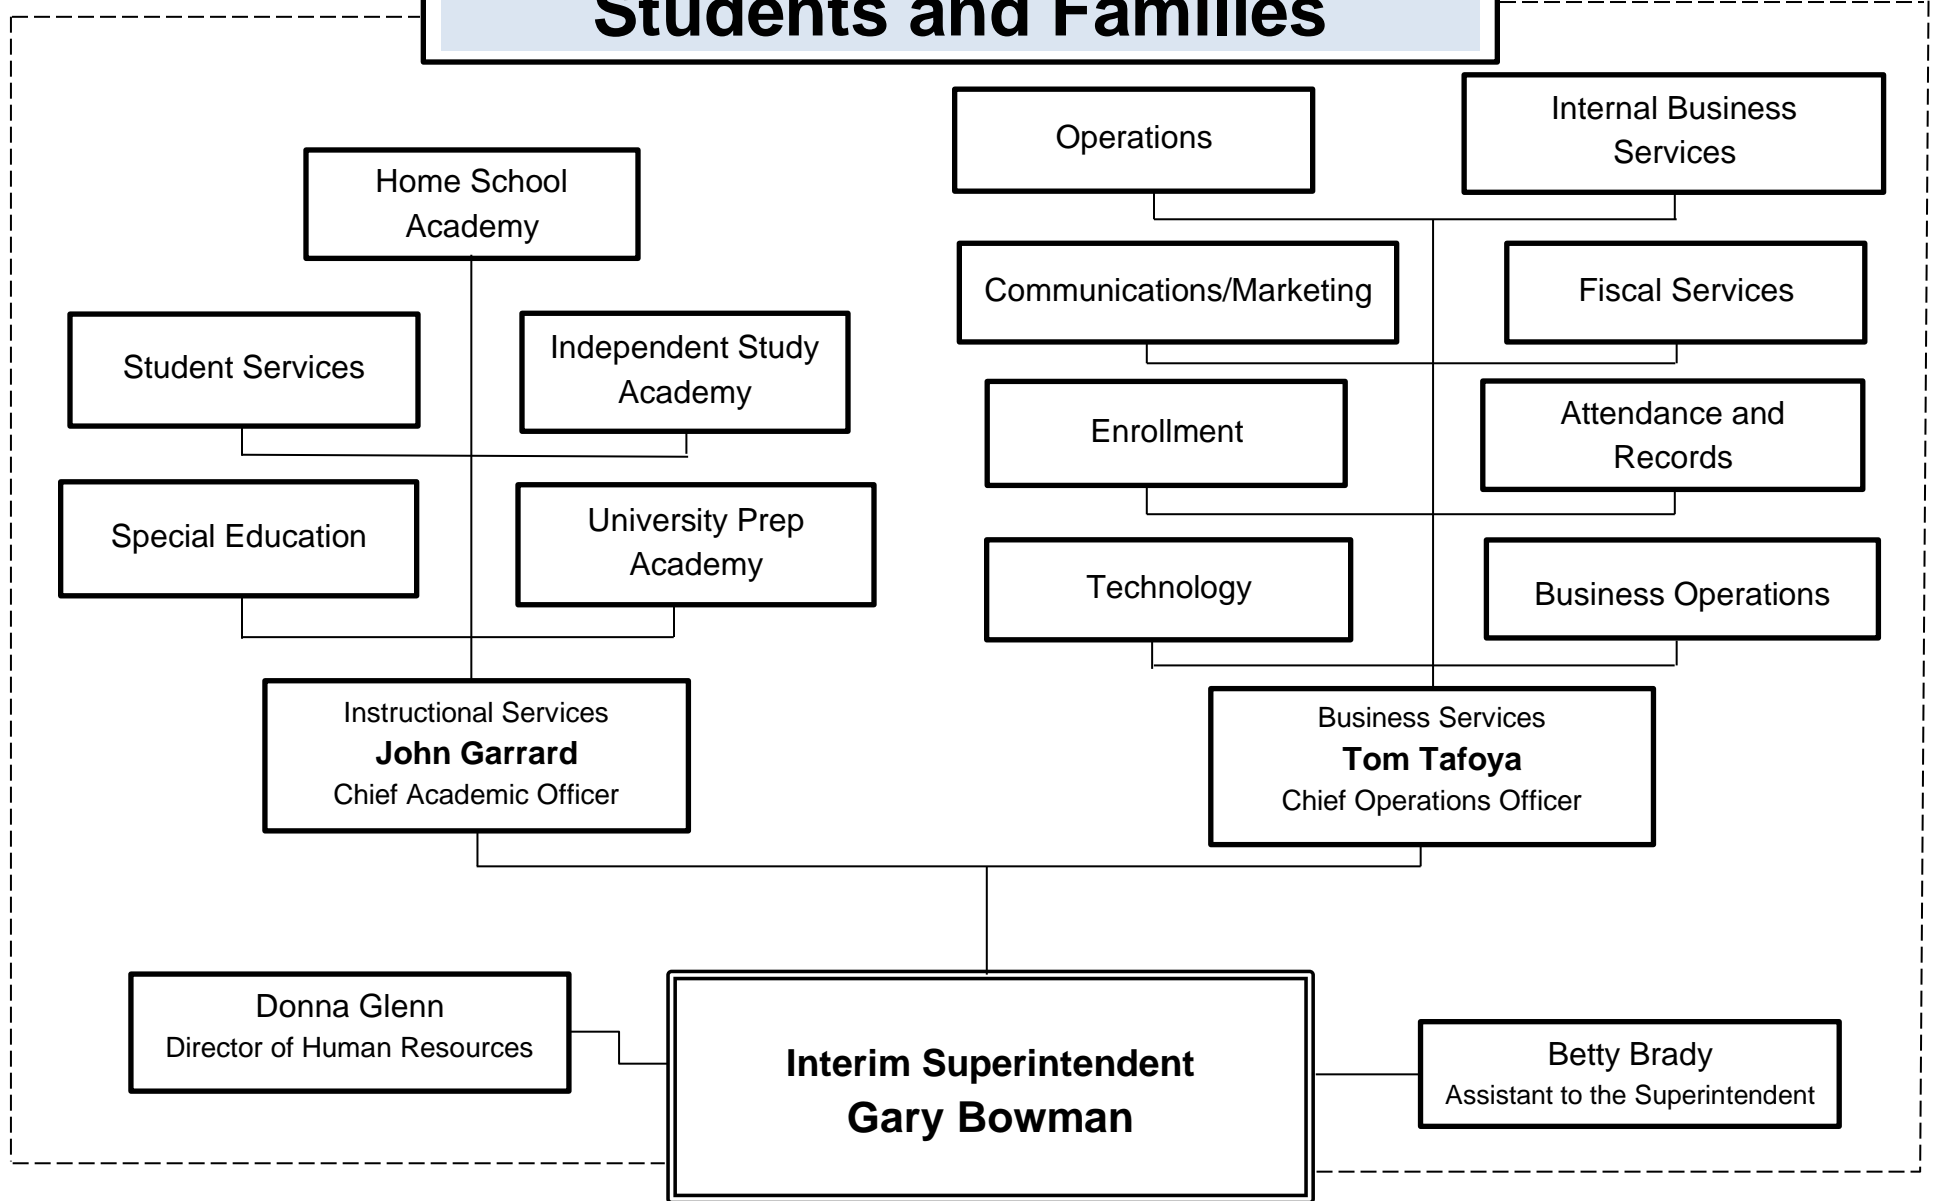 Students and Families
Operations
Internal Business
Services
Home School
Academy
Communications/Marketing
Fiscal Services
Student Services
Independent Study
Academy
Enrollment
Attendance and
Records
Special Education
University Prep
Academy
Technology
Business Operations
Instructional Services
John Garrard
Chief Academic Officer
Business Services
Tom Tafoya
Chief Operations Officer
Donna Glenn
Director of Human Resources
Interim Superintendent
Gary Bowman
Betty Brady
Assistant to the Superintendent